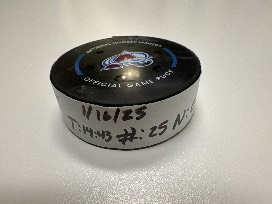 NATIONAL HOCKEY LEAGUE
OFFICIAL GAME PUCK
1/16/25
T:14:43 #:25 N: